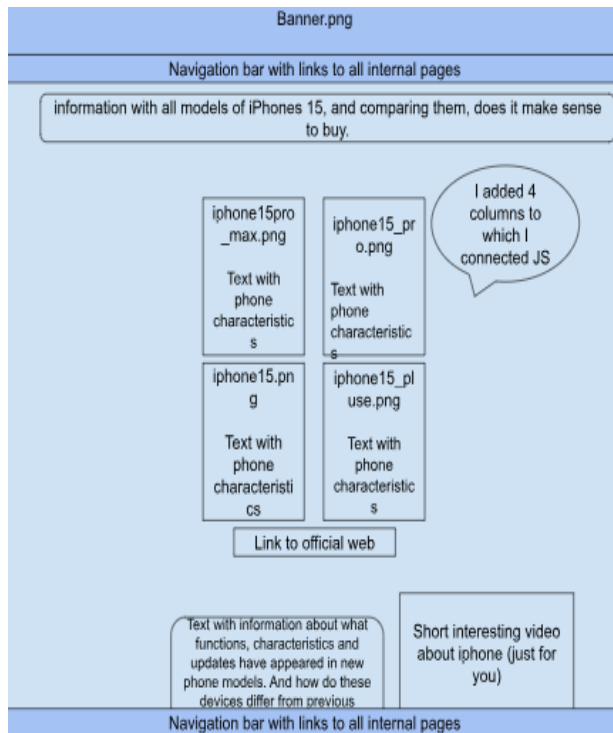 Banner.png
Navigation bar with links to all internal pages
information with all models of iPhones 15, and comparing them, does it make sense
to buy.
I added 4
columns to
which I
connected JS
iphone15pro
_max.png
Text with
phone
characteristic
s
iphone15_pr
o.png
Text with
phone
characteristic
s
iphone15.pn
g
Text with
phone
characteristi
cs
iphone15_pl
use.png
Text with
phone
characteristic
s
Link to official web
Text with information about what
functions, characteristics and
updates have appeared in new
phone models. And how do these
devices differ from previous
Short interesting video
about iphone (just for
you)
Navigation bar with links to all internal pages